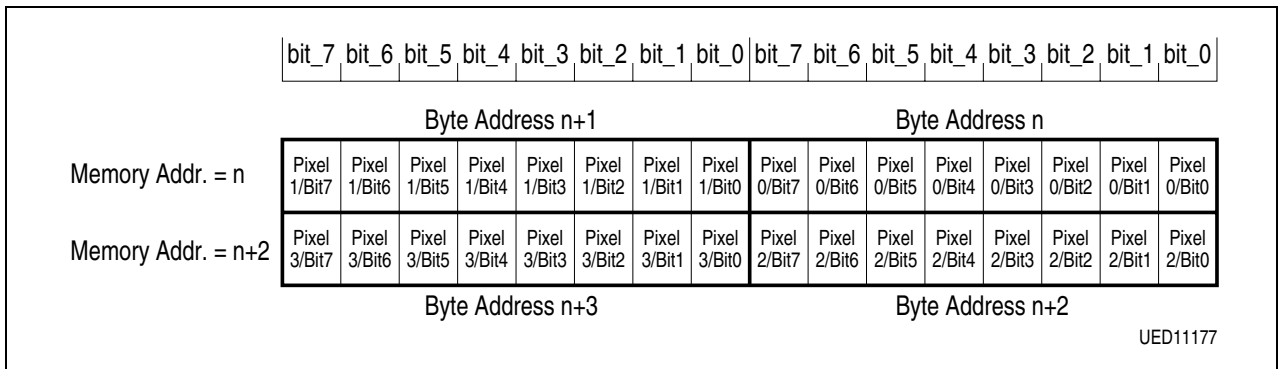 bit_7 bit_6 bit_5 bit_4 bit_3 bit_2 bit_1 bit_0 bit_7 bit_6 bit_5 bit_4 bit_3 bit_2 bit_1 bit_0
Byte Address n+1 Byte Address n
Memory Addr. = n
Pixel Pixel Pixel Pixel Pixel Pixel Pixel Pixel Pixel Pixel Pixel Pixel Pixel Pixel Pixel Pixel
1/Bit7 1/Bit6 1/Bit5 1/Bit4 1/Bit3 1/Bit2 1/Bit1 1/Bit0 0/Bit7 0/Bit6 0/Bit5 0/Bit4 0/Bit3 0/Bit2 0/Bit1 0/Bit0
Memory Addr. = n+2
Pixel Pixel Pixel Pixel Pixel Pixel Pixel Pixel Pixel Pixel Pixel Pixel Pixel Pixel Pixel Pixel
3/Bit7 3/Bit6 3/Bit5 3/Bit4 3/Bit3 3/Bit2 3/Bit1 3/Bit0 2/Bit7 2/Bit6 2/Bit5 2/Bit4 2/Bit3 2/Bit2 2/Bit1 2/Bit0
Byte Address n+3 Byte Address n+2
UED11177